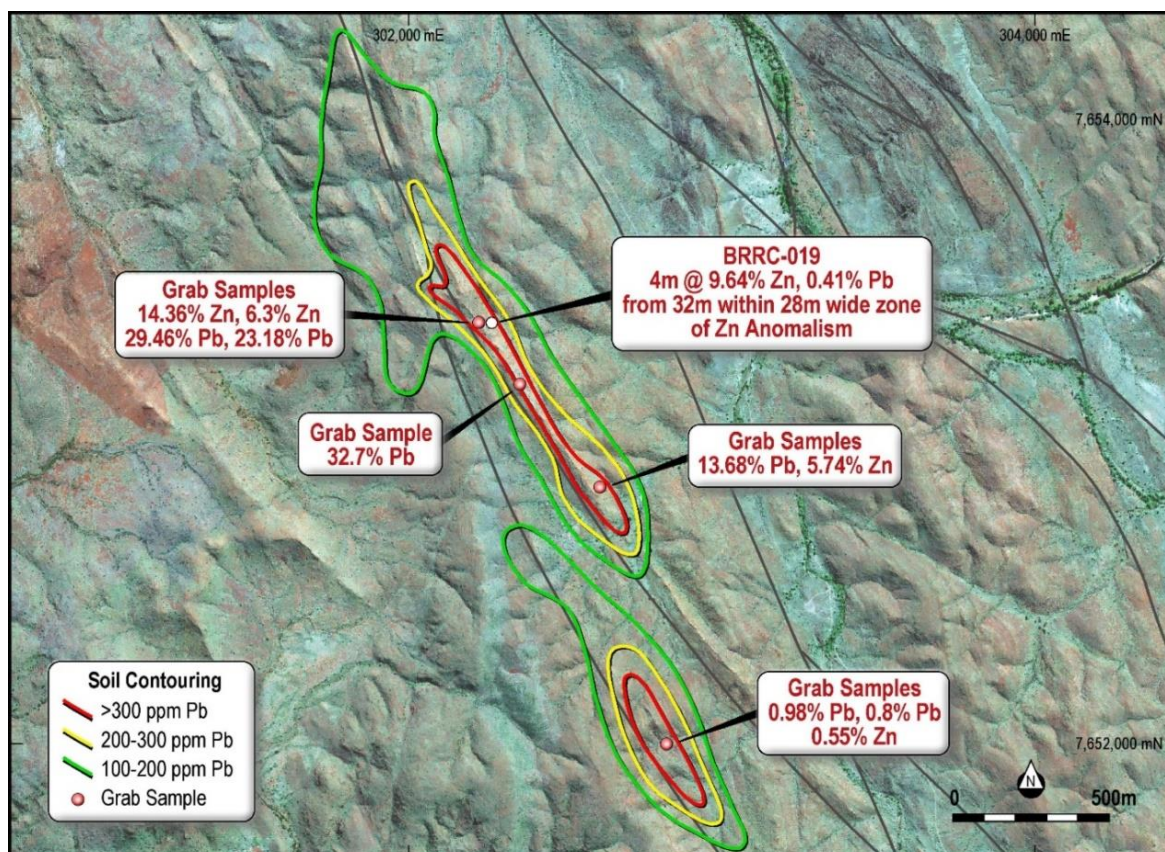 302,000 mE
304,000 mE
7,654,000 mN
BRRC-019
4m @ 9.64% Zn, 0.41% Pb
from 32m within 28m wide zone
of Zn Anomalism
Grab Samples
14.36% Zn, 6.3% Zn
29.46% Pb, 23.18% Pb
Grab Sample
32.7% Pb
Grab Samples
13.68% Pb, 5.74% Zn
Grab Samples
0.98% Pb, 0.8% Pb
0.55% Zn
7,652,000 mN
Soil Contouring
>300 ppm Pb
200-300 ppm Pb
100-200 ppm Pb
Grab Sample
N
0 500m